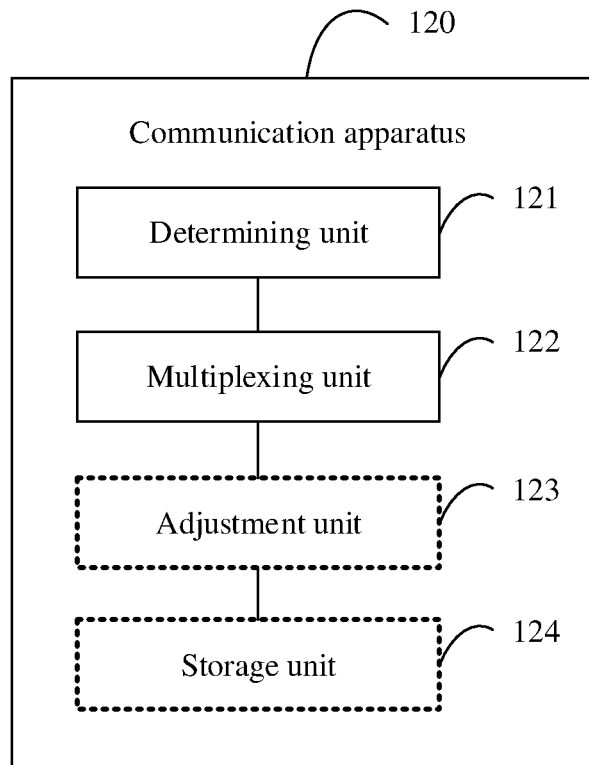 120
Communication apparatus
121
Determining unit
122
Multiplexing unit
123
Adjustment unit
124
Storage unit